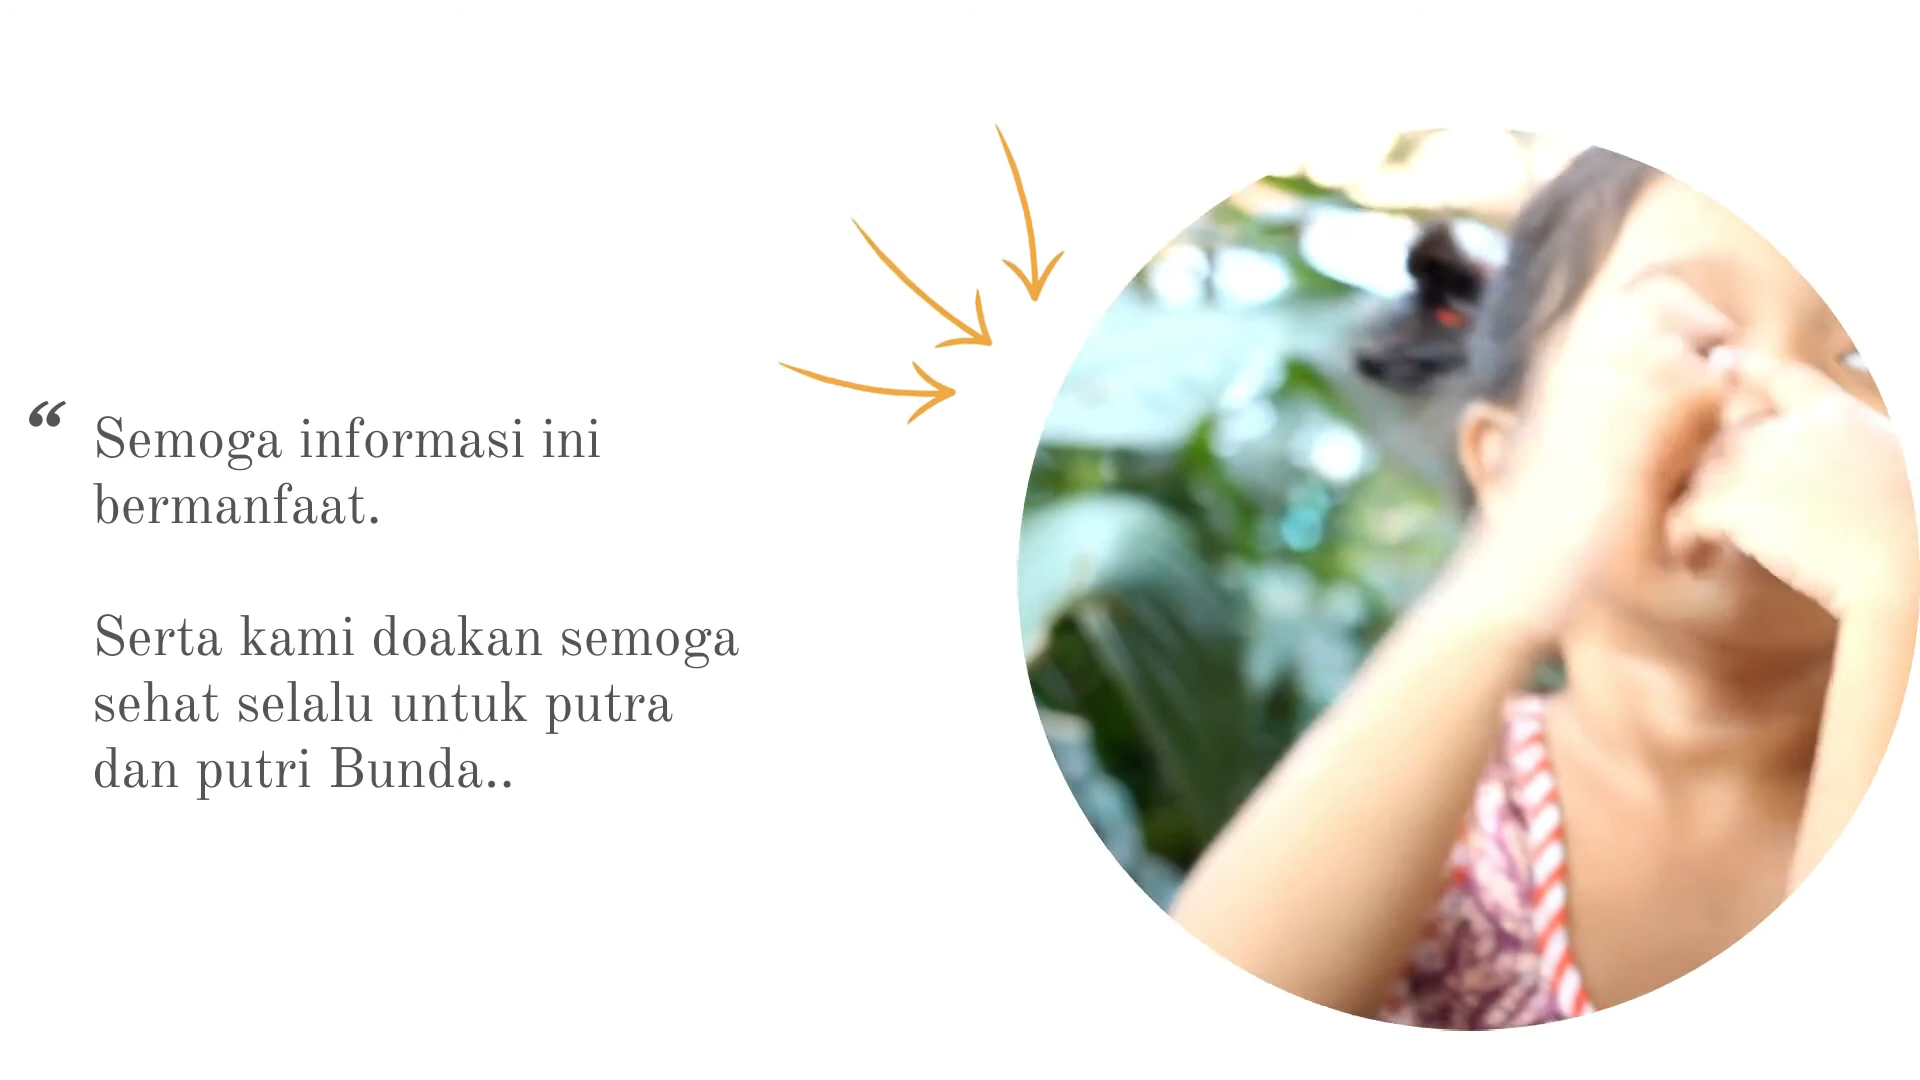 “ Semoga informasi ini
bermanfaat.
Serta kami doakan semoga
sehat selalu untuk putra
dan putri Bunda..